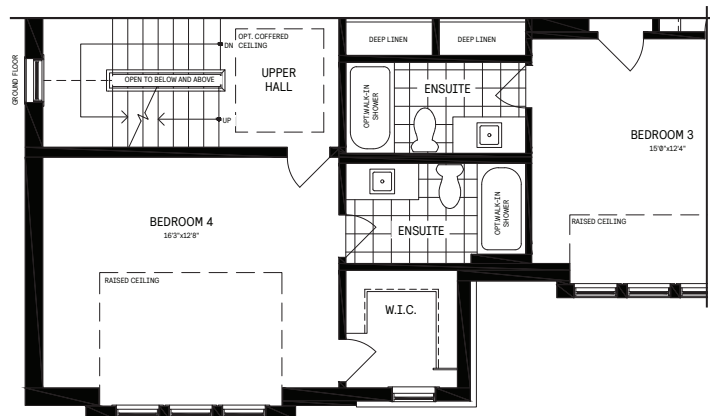 OPT. COFFERED
CEILING
DN
UPPER
HALL
OPEN TO BELOW AND ABOVE
UP
GROUND FLOOR
DEEP LINEN
DEEP LINEN
OPT.WALK-IN
SHOWER
ENSUITE
BEDROOM 3
15'0"x12'4"
RAISED CEILING
BEDROOM 4
16'3"x12'8"
RAISED CEILING
ENSUITE
OPT.WALK-IN
SHOWER
W.I.C.